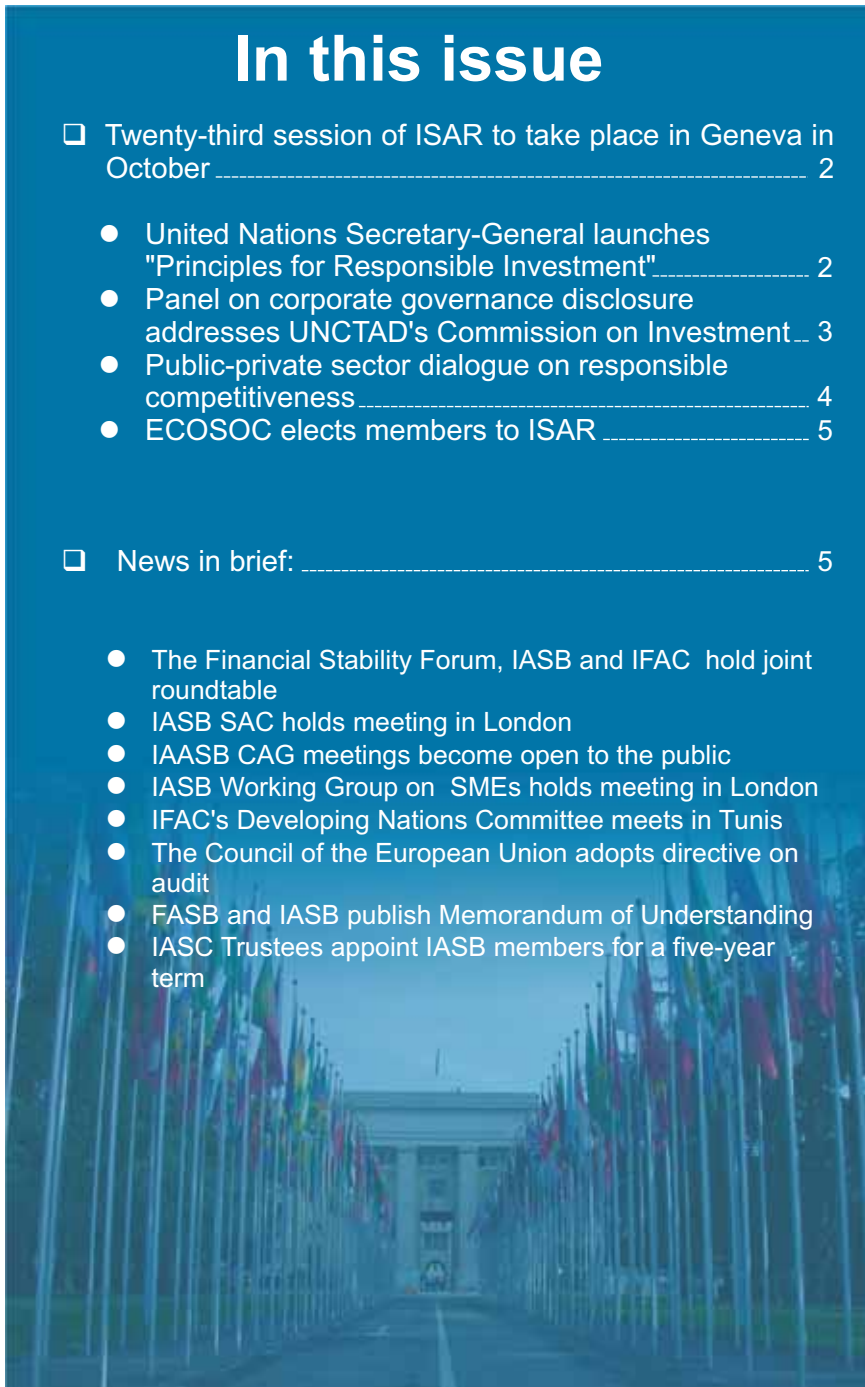 In this issue
❑ Twenty-third session of ISAR to take place in Geneva in
October 2
● United Nations Secretary-General launches
"Principles for Responsible Investment" 2
● Panel on corporate governance disclosure
addresses UNCTAD's Commission on Investment 3
● Public-private sector dialogue on responsible
competitiveness 4
● ECOSOC elects members to ISAR 5
❑ News in brief: 5
● The Financial Stability Forum, IASB and IFAC hold joint
roundtable
● IASB SAC holds meeting in London
● IAASB CAG meetings become open to the public
● IASB Working Group on SMEs holds meeting in London
● IFAC's Developing Nations Committee meets in Tunis
● The Council of the European Union adopts directive on
audit
● FASB and IASB publish Memorandum of Understanding
● IASC Trustees appoint IASB members for a five-year
term